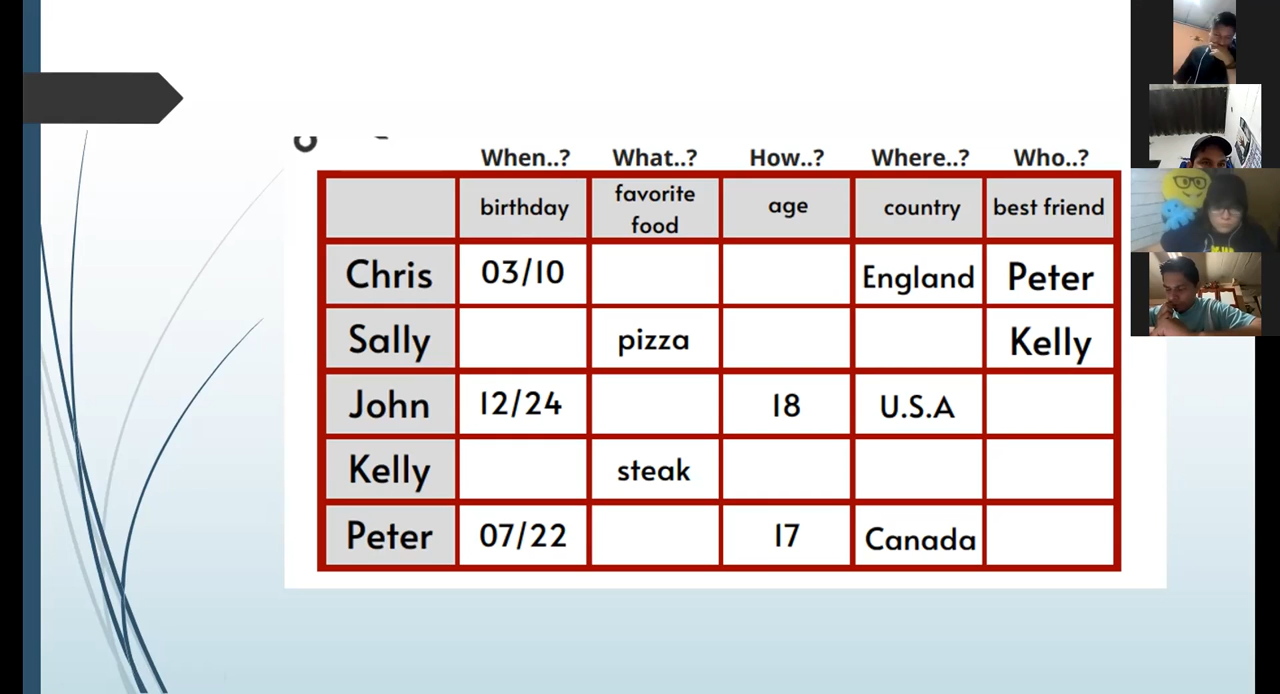 When..? What..? How..? Where..? Who..?
birthday favorite food age country best friend
Chris 03/10 England Peter
Sally pizza Kelly
John 12/24 18 U.S.A
Kelly steak
Peter 07/22 17 Canada